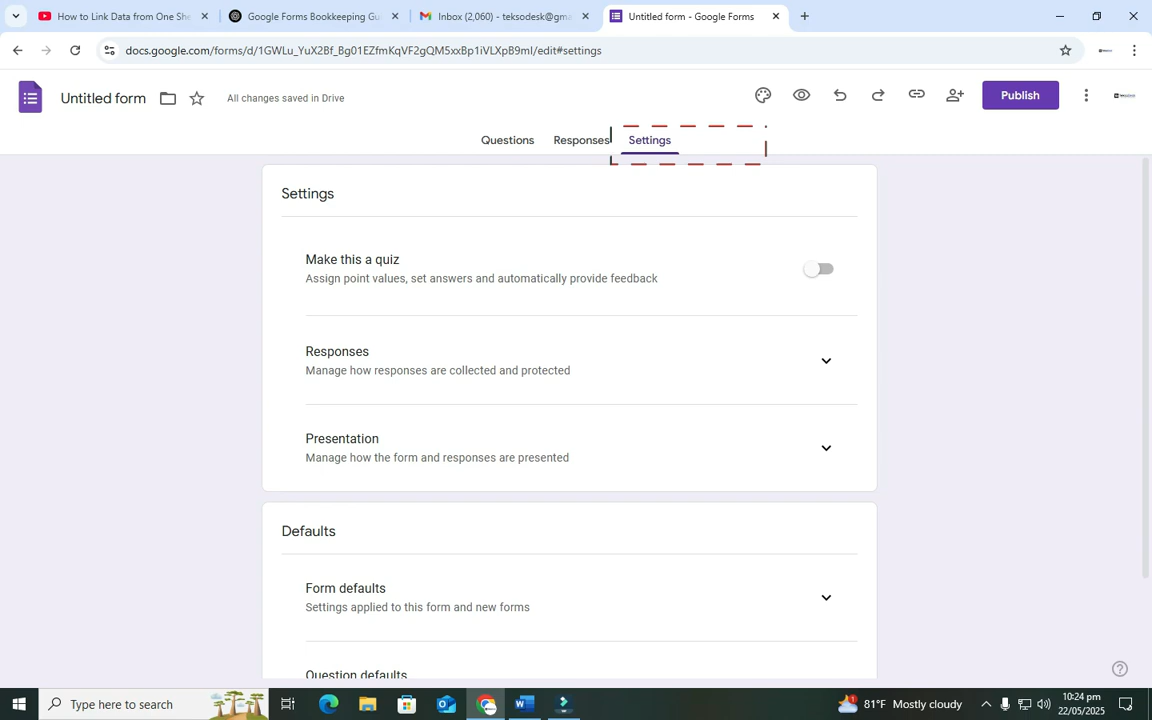 How to Link Data from One She
Google Forms Bookkeeping Gu
Inbox (2,060) - teksodesk@gma
Untitled form - Google Forms
docs.google.com/forms/d/1GWLu_YuX2Bf_Bg01EZfmKqVF2gQM5xxBp1iVLXpB9mI/edit#settings
Untitled form
All changes saved in Drive
Publish
Questions
Responses
Settings
Settings
Make this a quiz
Assign point values, set answers and automatically provide feedback
Responses
Manage how responses are collected and protected
Presentation
Manage how the form and responses are presented
Defaults
Form defaults
Settings applied to this form and new forms
Question defaults
Type here to search
81°F Mostly cloudy
10:24 pm
22/05/2025